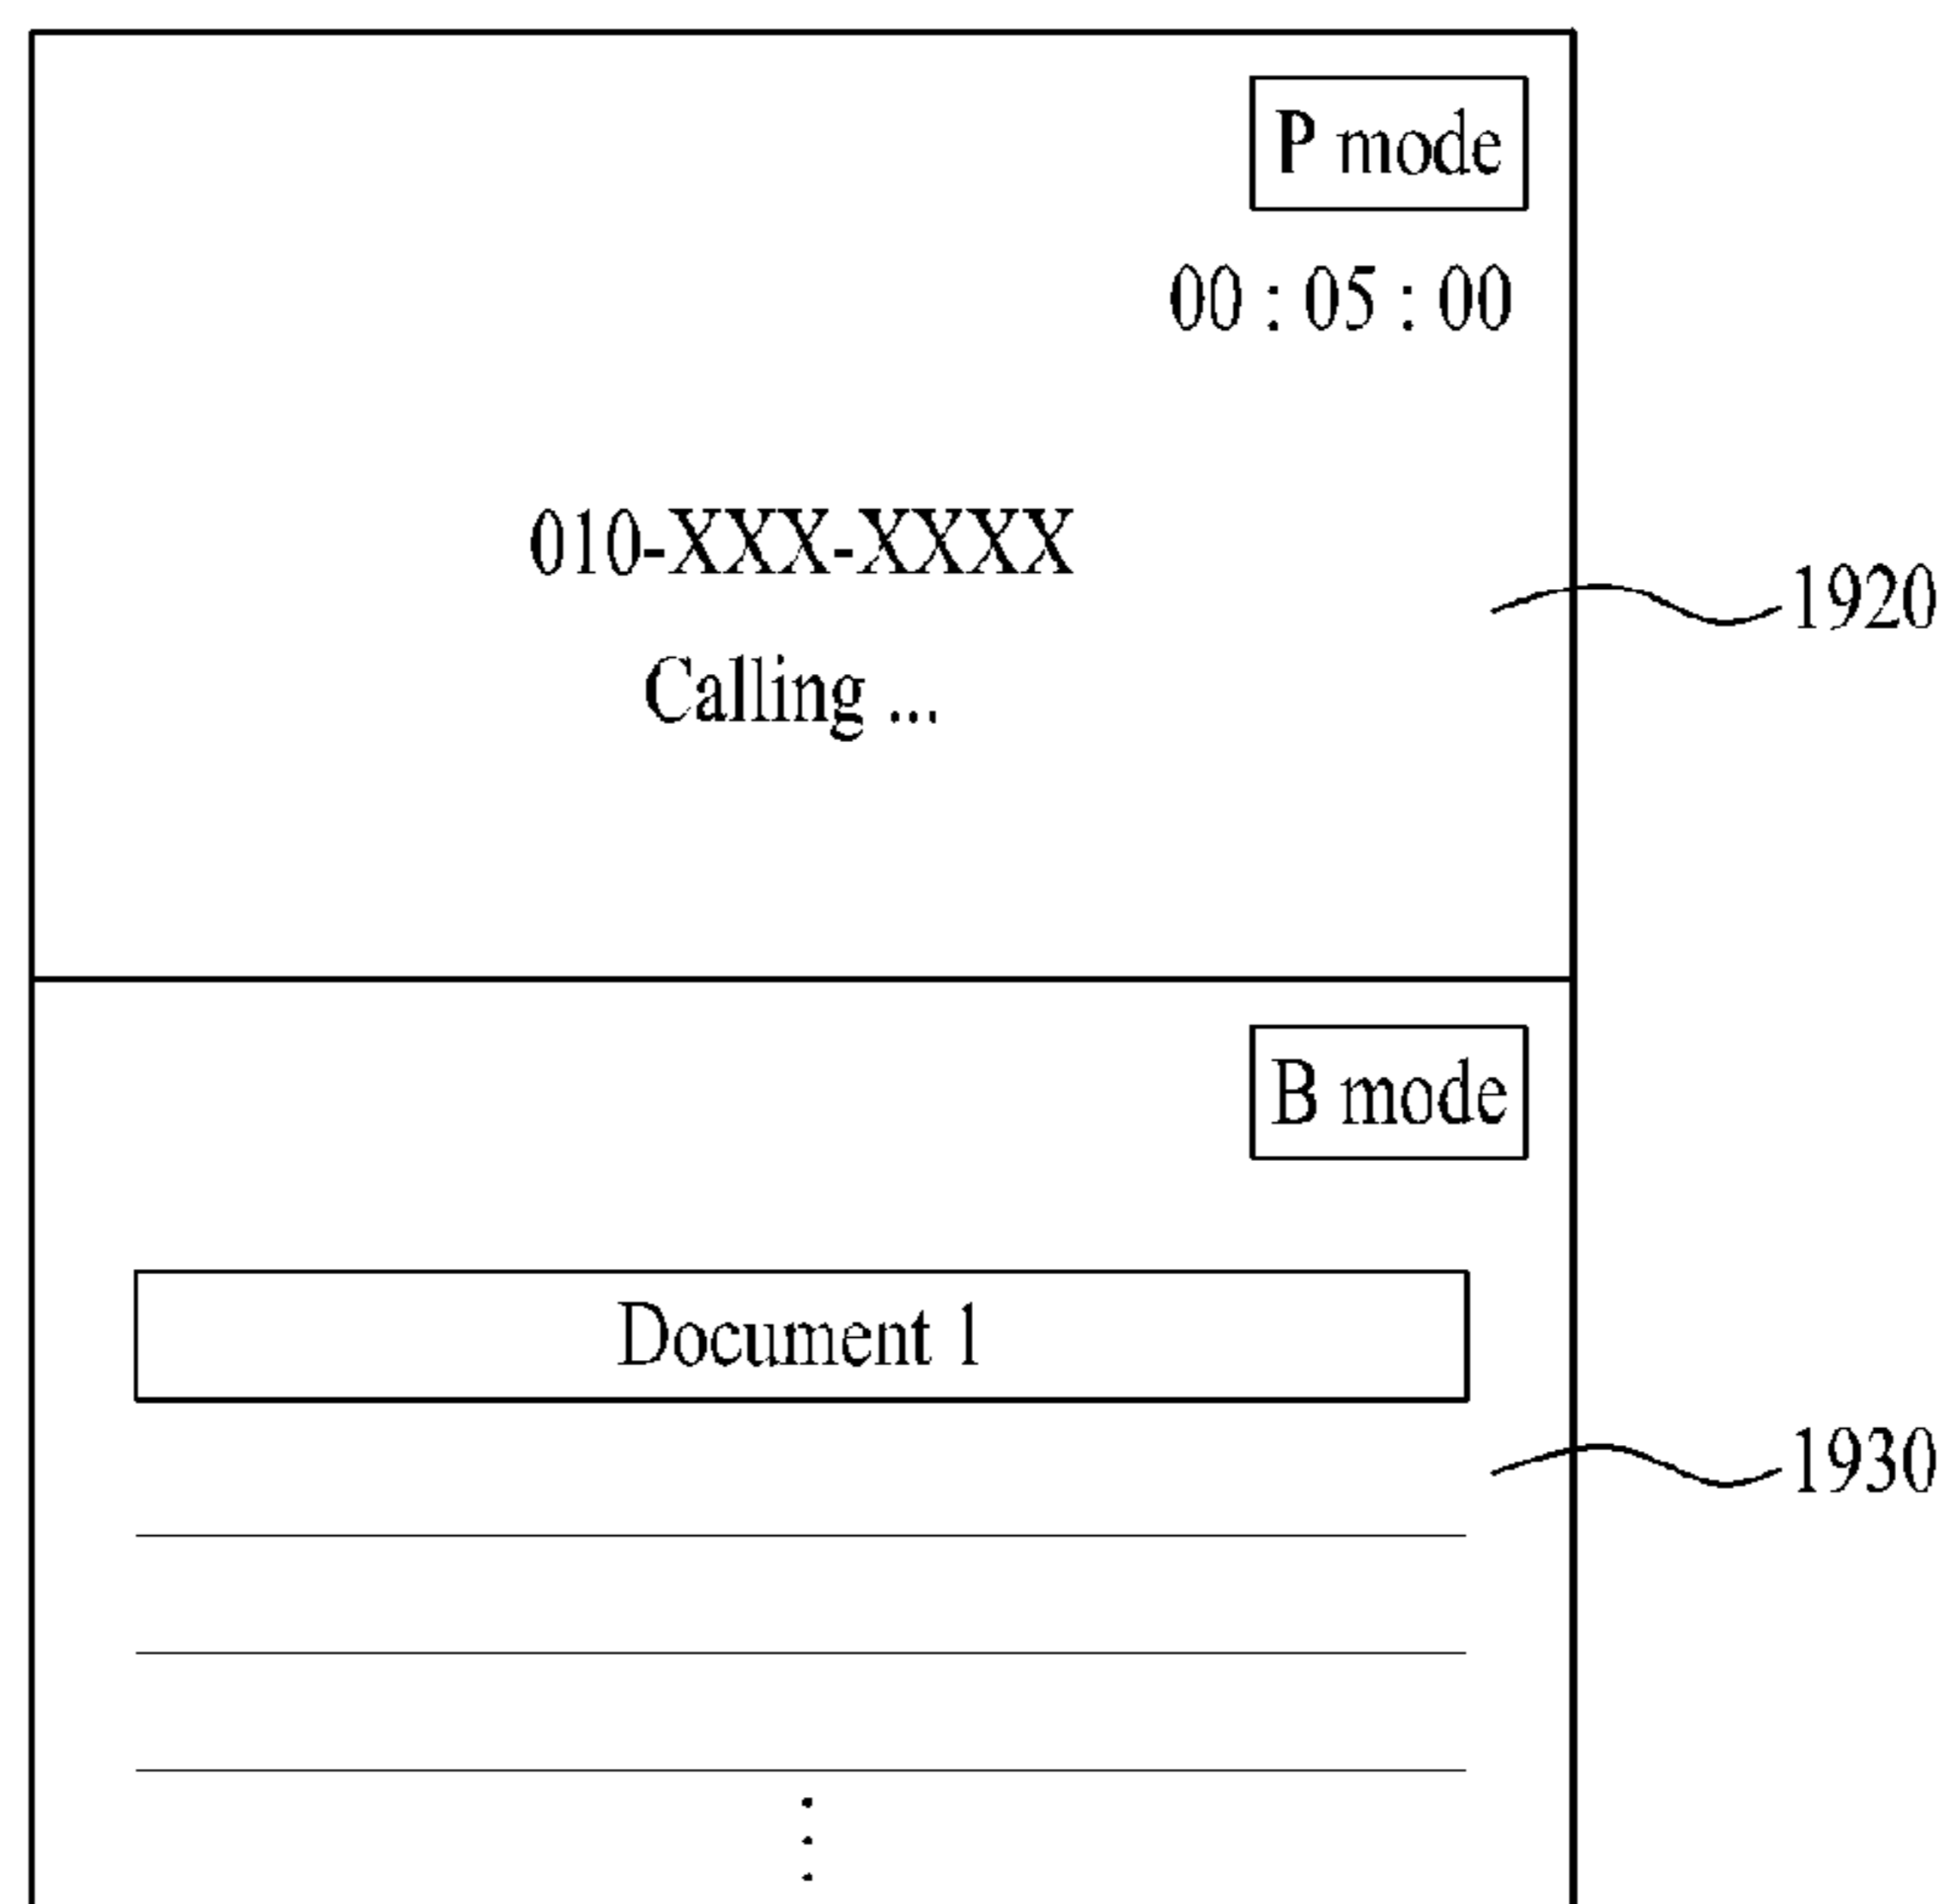 P mode
00 : 05 : 00
010-XXX-XXXX
1920
Calling ...
B mode
Document 1
1930